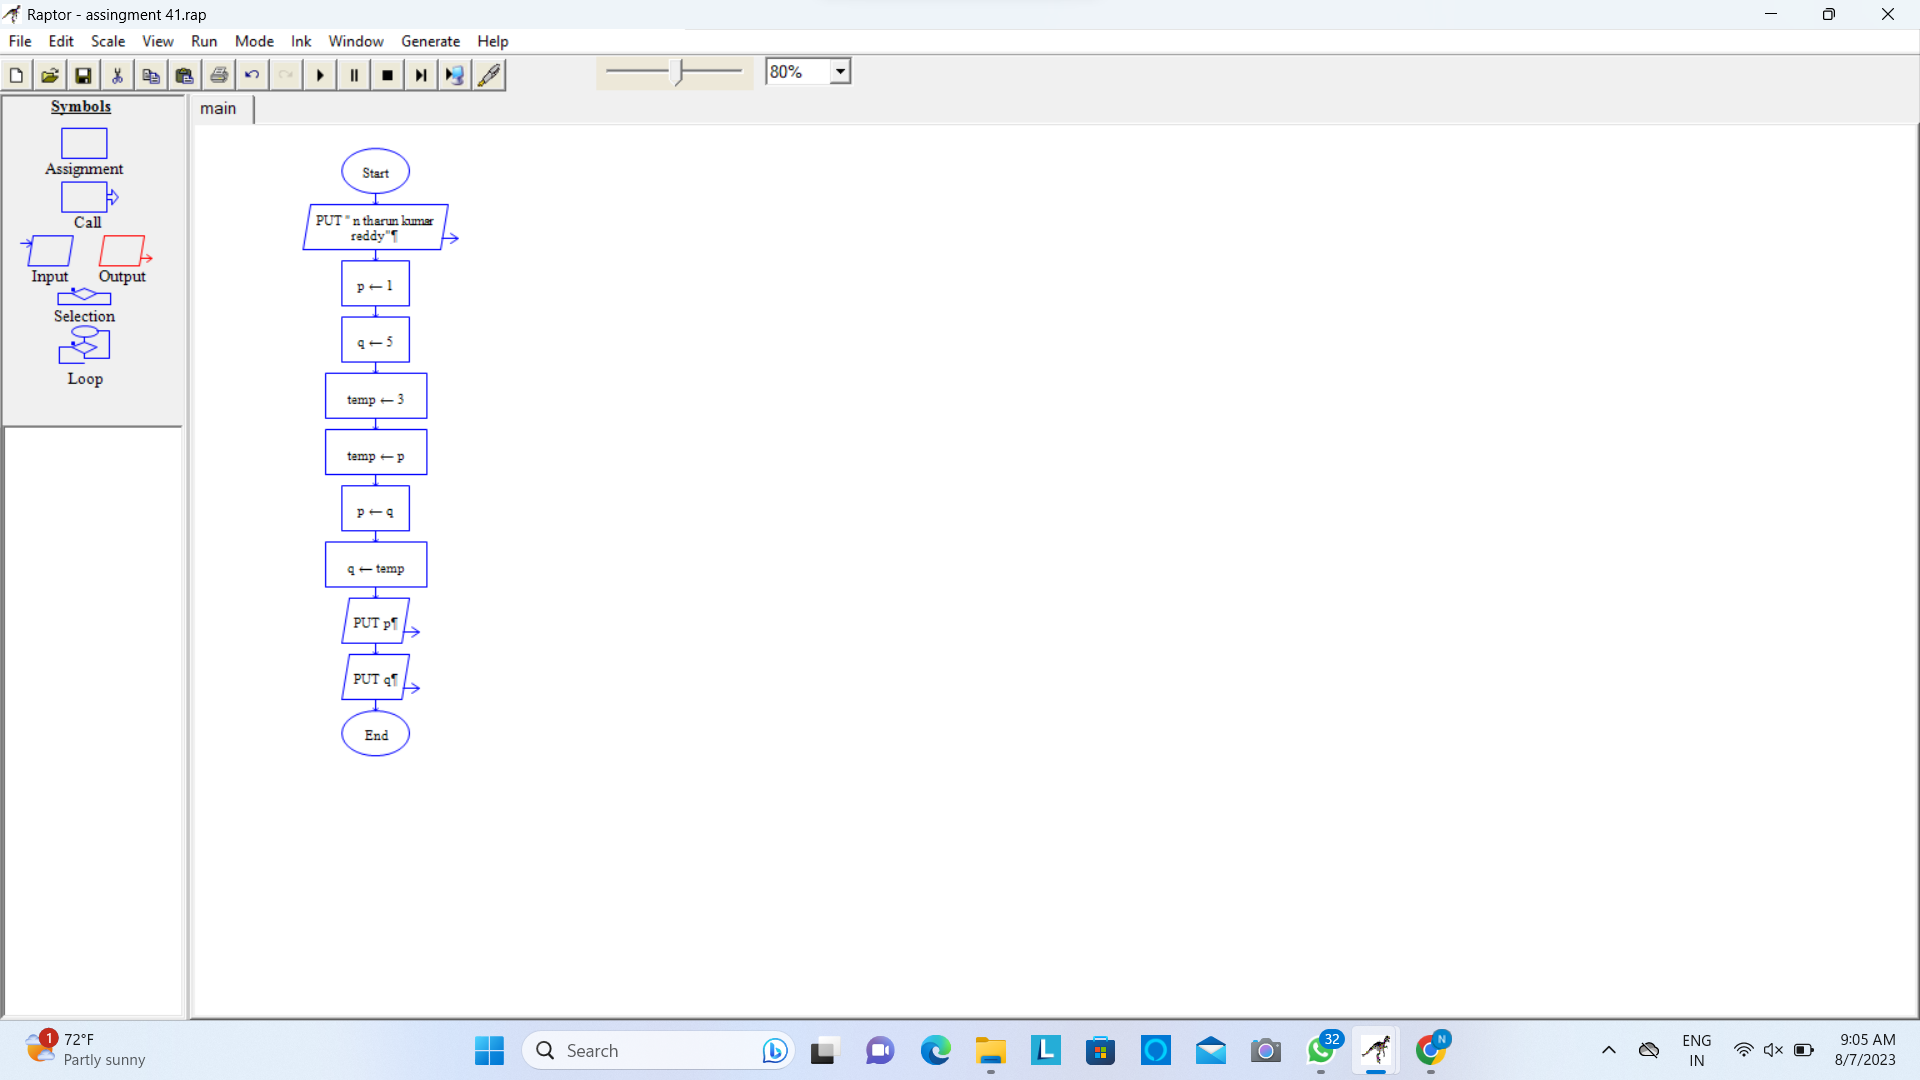 Raptor - assingment 41.rap
File Edit Scale View Run Mode Ink Window Generate Help
80%
Symbols
main
Assignment
Call
Input Output
Selection
Loop
Start
PUT " n tharun kumar
reddy"¶
p ← 1
q ← 5
temp ← 3
temp ← p
p ← q
q ← temp
PUT p¶
PUT q¶
End
1
72°F
Partly sunny
Search
L
32
N
ENG
IN
9:05 AM
8/7/2023